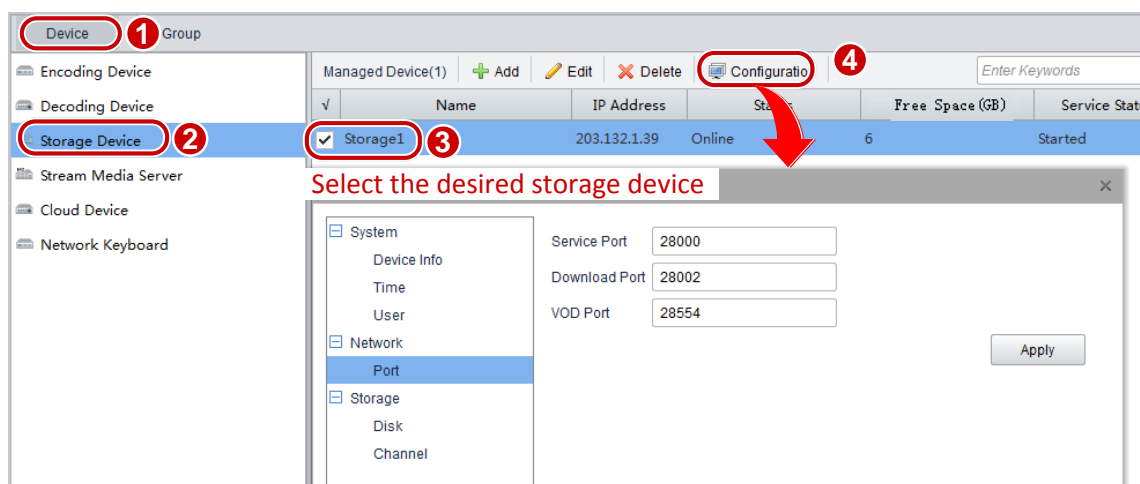 Device 1 Group
Encoding Device
Decoding Device
Storage Device 2
Stream Media Server
Cloud Device
Network Keyboard
Managed Device(1) Add Edit Delete Configuratio 4 Enter Keywords
√ Name IP Address Free Space(GB) Service Stat
Storage1 3 203.132.1.39 Online 6 Started
Select the desired storage device
System
Device Info
Time
User
Network
Port
Storage
Disk
Channel
Service Port 28000
Download Port 28002
VOD Port 28554
Apply